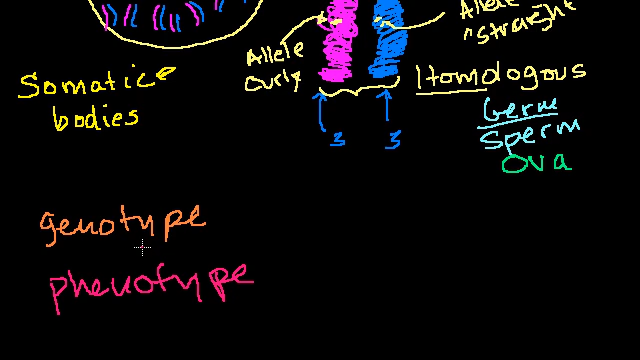 Allele
"straight"
Allele
curly
Homologous
Somatic
bodies
3 3
Germ
Sperm
Ova
genotype
phenotype